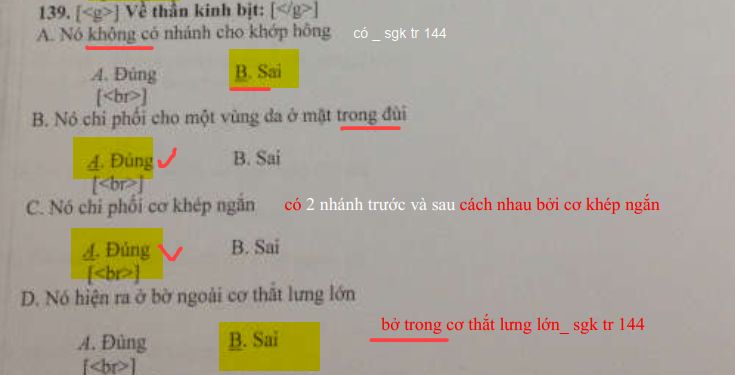 139. [<g>] Về thần kinh bịt: [</g>]
A. Nó không có nhánh cho khớp hông có _ sgk tr 144
A. Đúng B. Sai
[<br>]
B. Nó chi phối cho một vùng da ở mặt trong đùi
A. Đúng B. Sai
[<br>]
C. Nó chi phối cơ khép ngắn có 2 nhánh trước và sau cách nhau bởi cơ khép ngắn
A. Đúng B. Sai
[<br>]
D. Nó hiện ra ở bờ ngoài cơ thắt lưng lớn
bở trong cơ thắt lưng lớn_ sgk tr 144
A. Đúng B. Sai
[<br>]